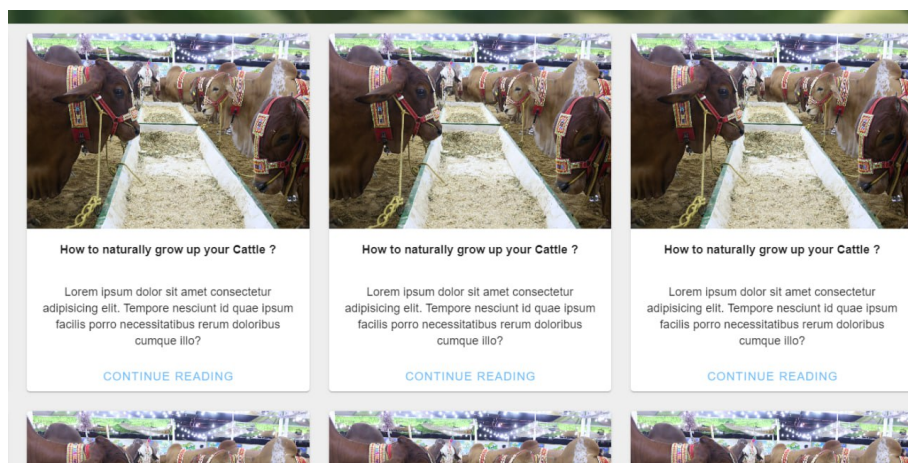 How to naturally grow up your Cattle ?
Lorem ipsum dolor sit amet consectetur
adipisicing elit. Tempore nesciunt id quae ipsum
facilis porro necessitatibus rerum doloribus
cumque illo?
CONTINUE READING
How to naturally grow up your Cattle ?
Lorem ipsum dolor sit amet consectetur
adipisicing elit. Tempore nesciunt id quae ipsum
facilis porro necessitatibus rerum doloribus
cumque illo?
CONTINUE READING
How to naturally grow up your Cattle ?
Lorem ipsum dolor sit amet consectetur
adipisicing elit. Tempore nesciunt id quae ipsum
facilis porro necessitatibus rerum doloribus
cumque illo?
CONTINUE READING